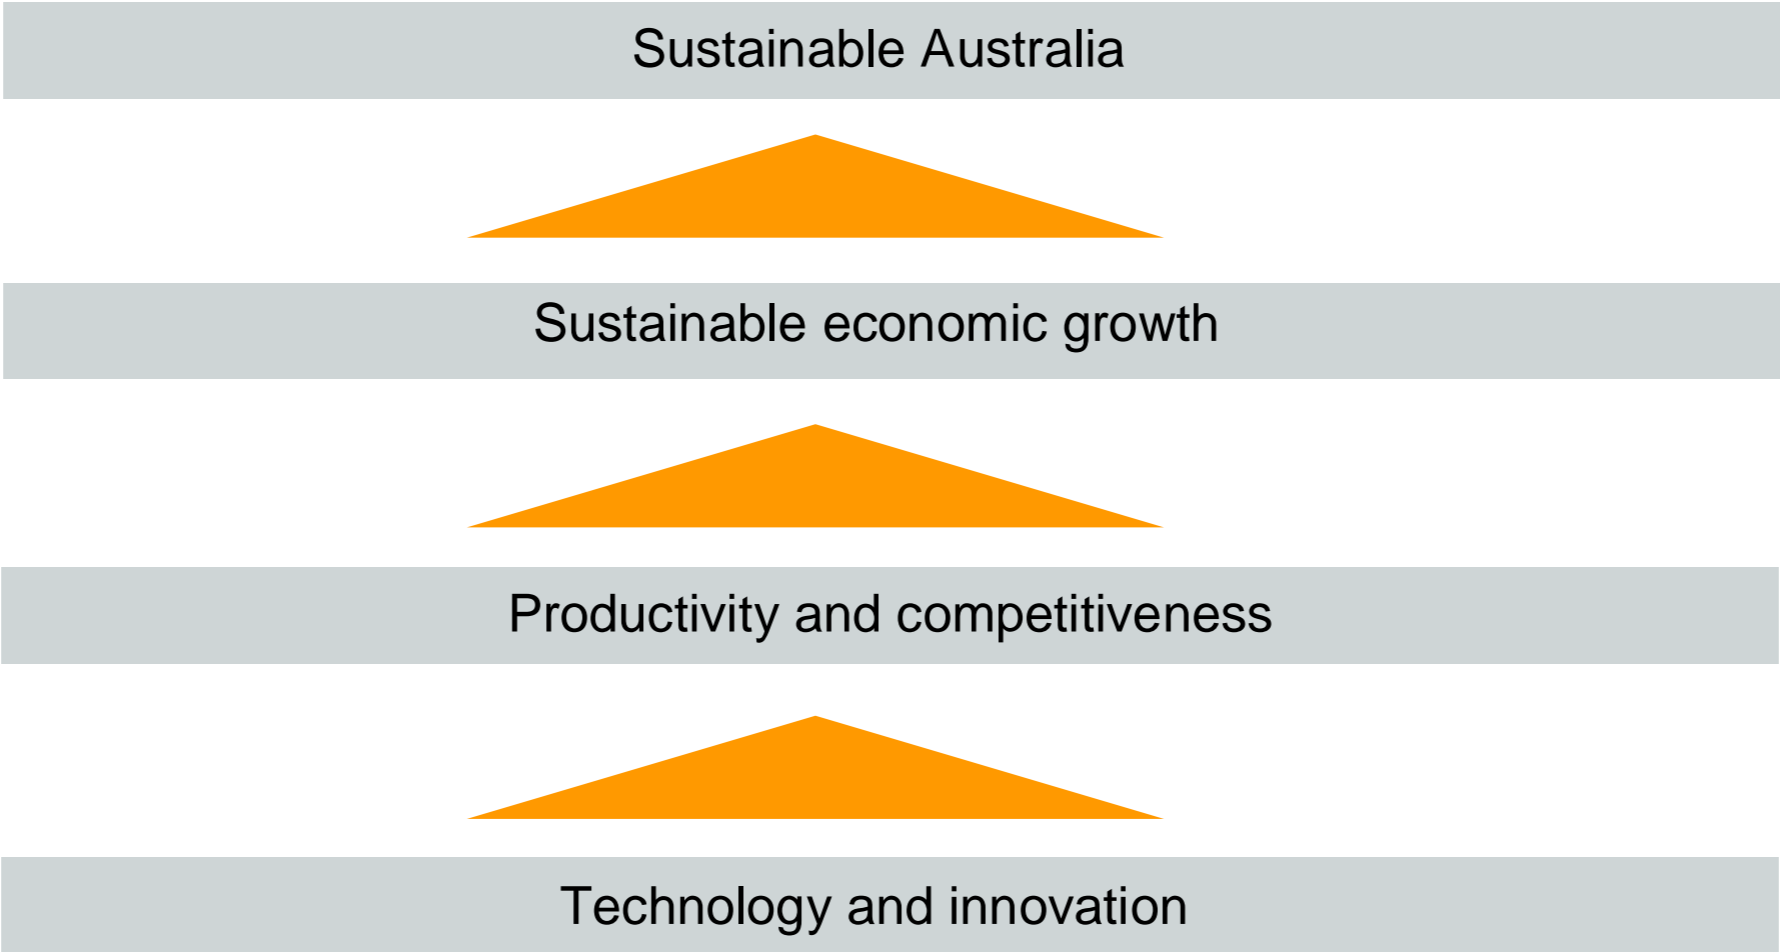 Sustainable Australia
Sustainable economic growth
Productivity and competitiveness
Technology and innovation